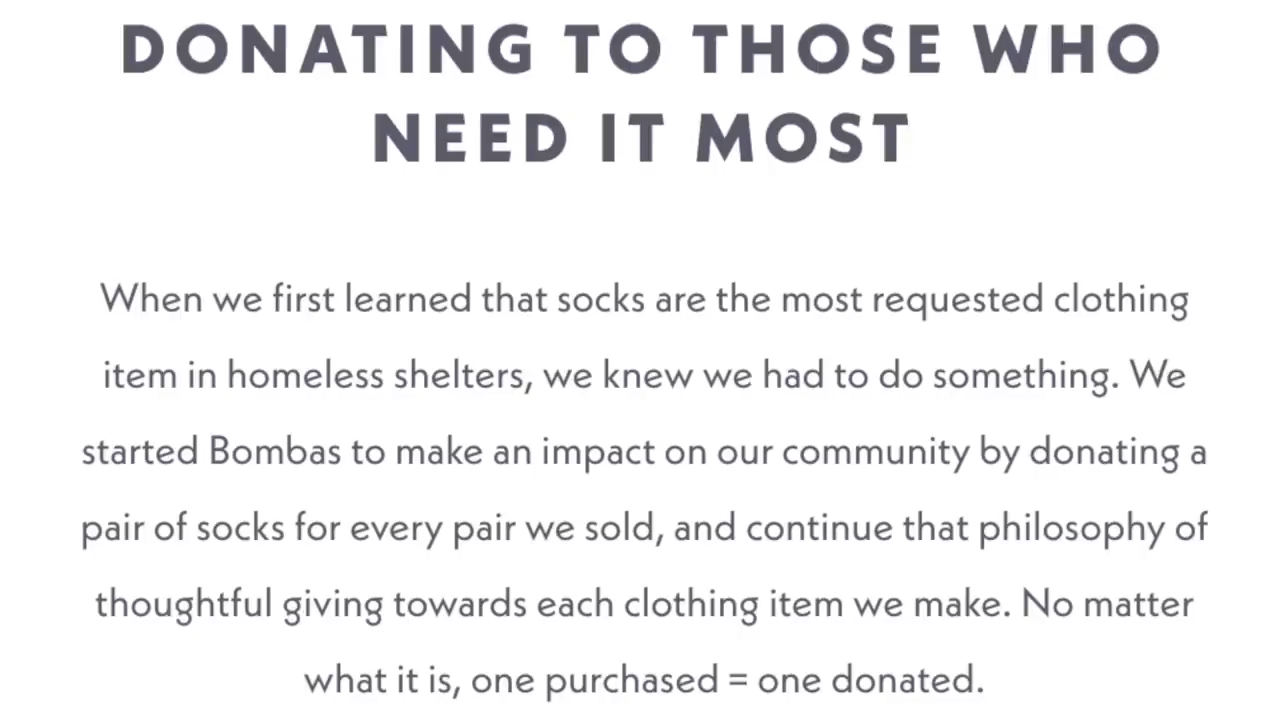 DONATING TO THOSE WHO
NEED IT MOST
When we first learned that socks are the most requested clothing
item in homeless shelters, we knew we had to do something. We
started Bombas to make an impact on our community by donating a
pair of socks for every pair we sold, and continue that philosophy of
thoughtful giving towards each clothing item we make. No matter
what it is, one purchased = one donated.